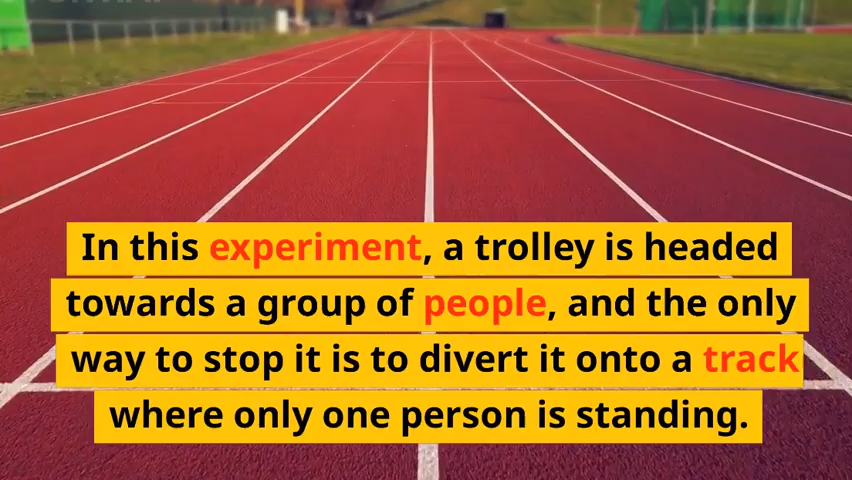 In this experiment, a trolley is headed
towards a group of people, and the only
way to stop it is to divert it onto a track
where only one person is standing.